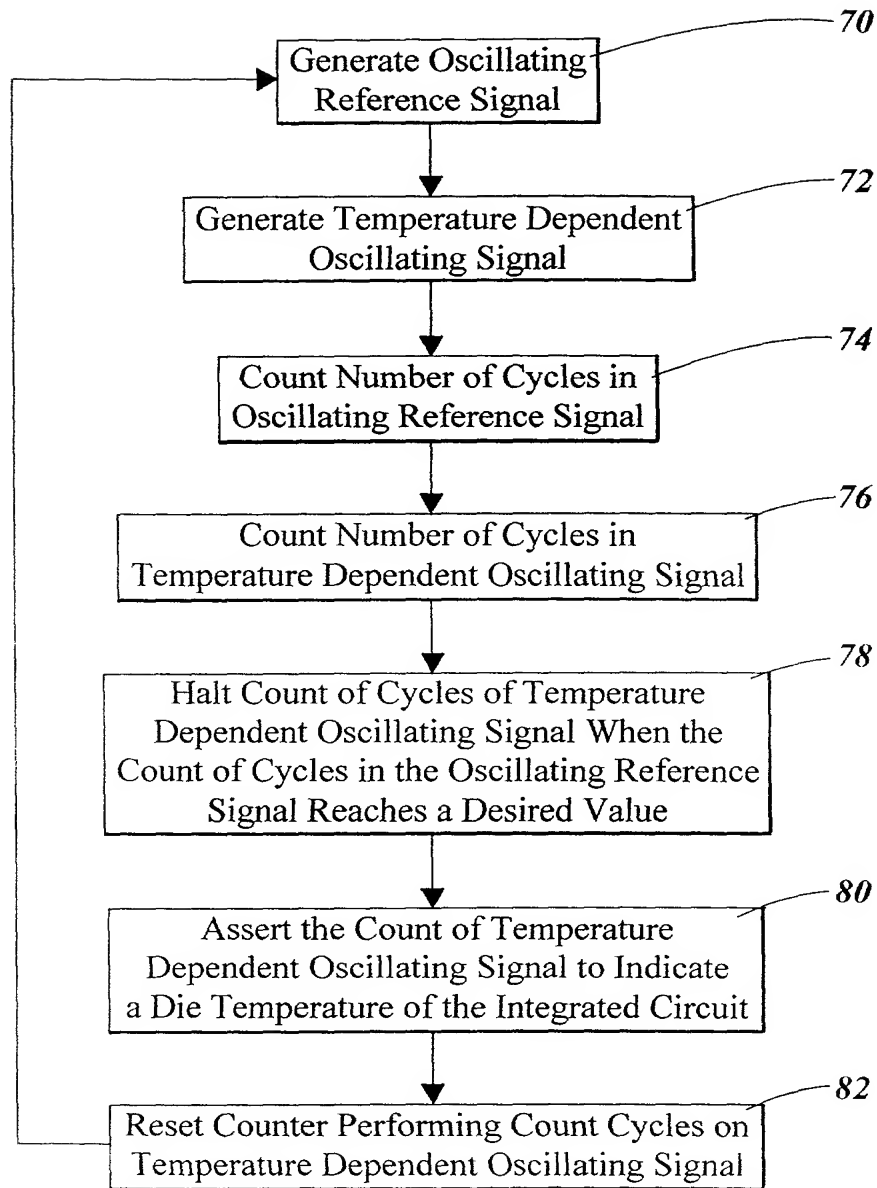 70
Generate Oscillating
Reference Signal
72
Generate Temperature Dependent
Oscillating Signal
74
Count Number of Cycles in
Oscillating Reference Signal
76
Count Number of Cycles in
Temperature Dependent Oscillating Signal
78
Halt Count of Cycles of Temperature
Dependent Oscillating Signal When the
Count of Cycles in the Oscillating Reference
Signal Reaches a Desired Value
80
Assert the Count of Temperature
Dependent Oscillating Signal to Indicate
a Die Temperature of the Integrated Circuit
82
Reset Counter Performing Count Cycles on
Temperature Dependent Oscillating Signal